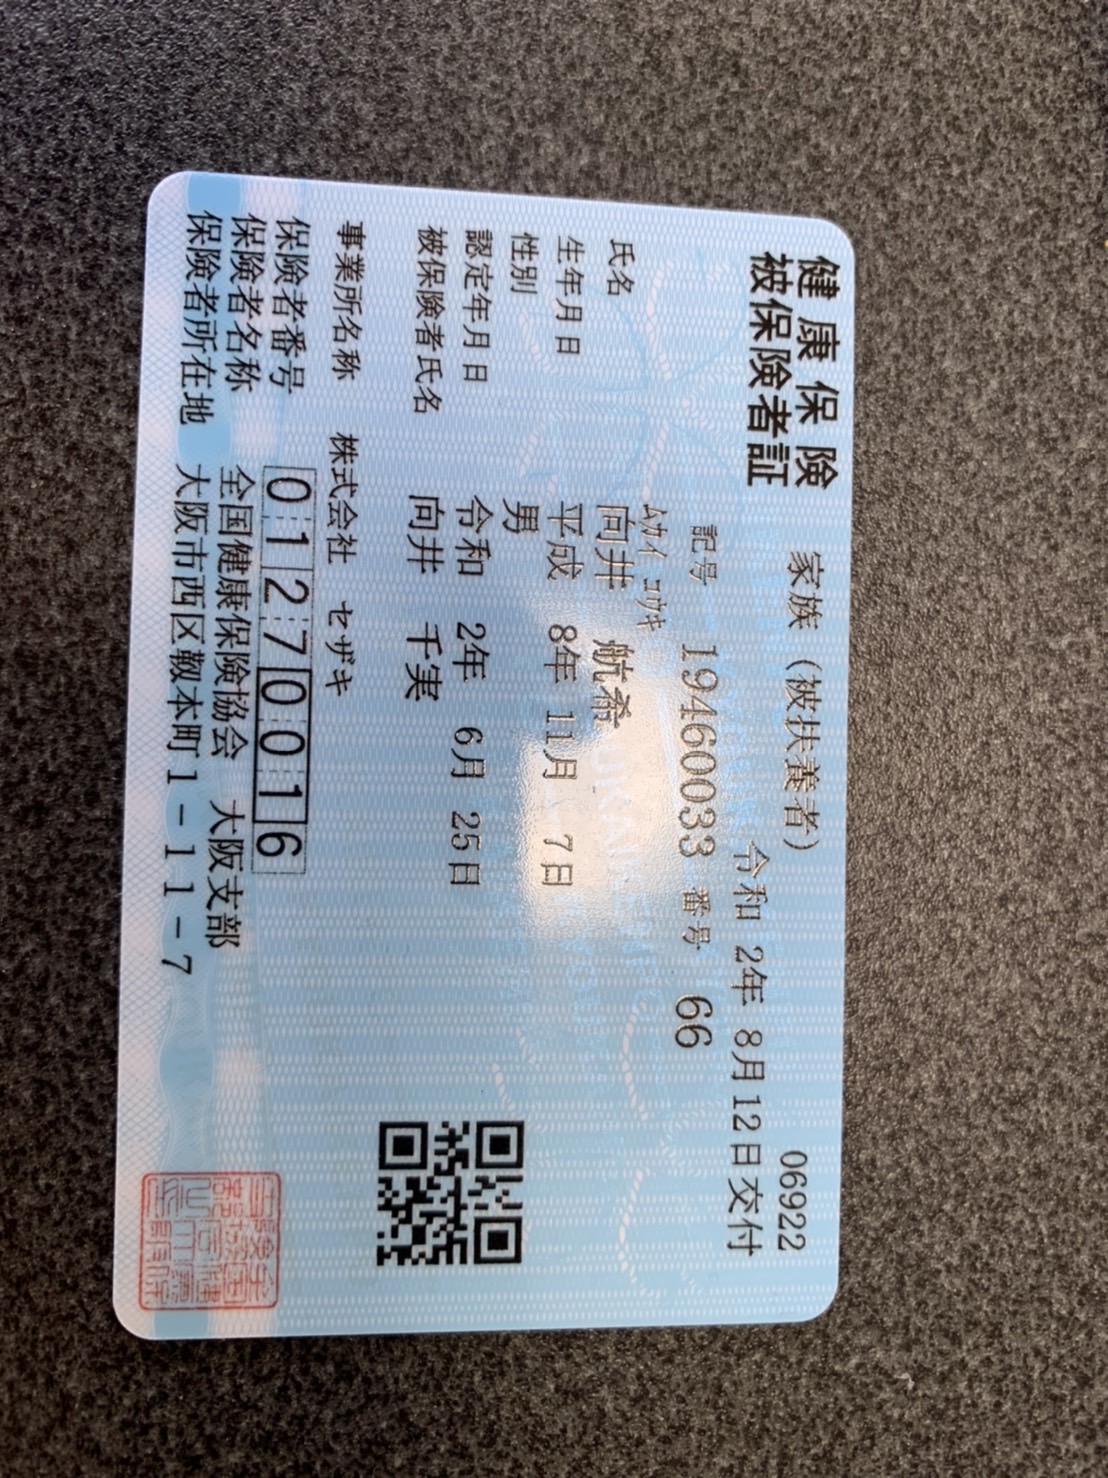 健康保険
被保険者証
家族（被扶養者）
06922
令和 2年 8月12日交付
記号 19460033 番号 66
ﾑｶｲ ｺｳｷ
氏名 向井 航希
生年月日 平成 8年 11月 7日
性別 男
認定年月日 令和 2年 6月 25日
被保険者氏名 向井 千実
事業所名称 株式会社 セザキ
保険者番号 01270016
保険者名称 全国健康保険協会 大阪支部
保険者所在地 大阪市西区靱本町1-11-7